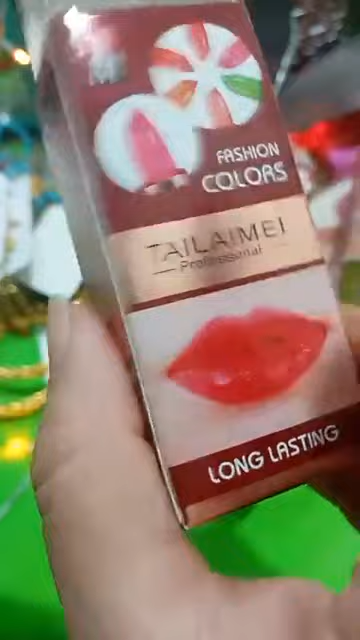 FASHION
COLORS
TAILAIMEI
Professional
LONG LASTING